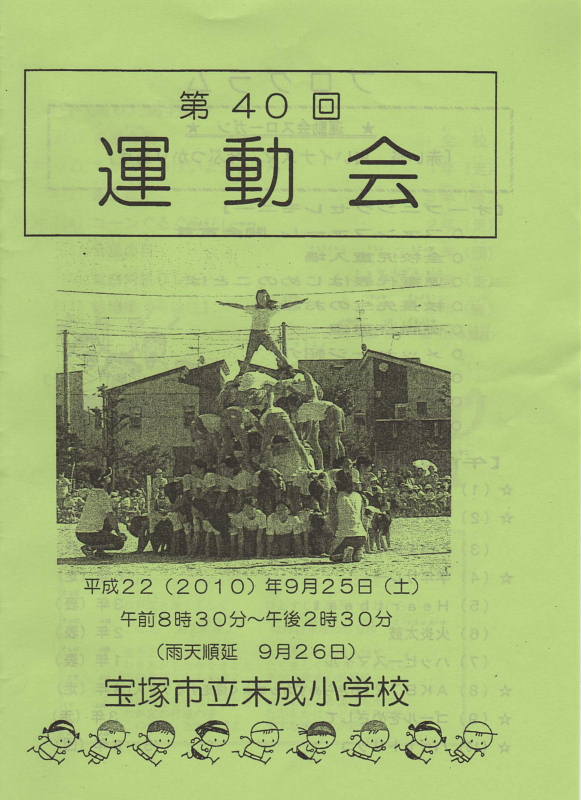 第 40 回
運動会
平成22（2010）年9月25日（土）
午前8時30分～午後2時30分
（雨天順延　9月26日）
宝塚市立末成小学校